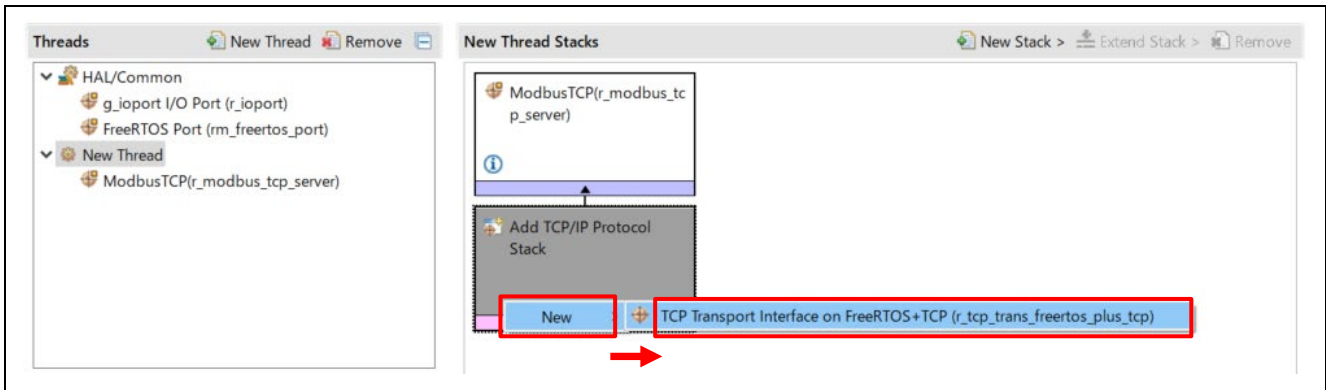 Threads
New Thread
Remove
HAL/Common
g_ioport I/O Port (r_ioport)
FreeRTOS Port (rm_freertos_port)
New Thread
ModbusTCP(r_modbus_tcp_server)
New Thread Stacks
New Stack >
Extend Stack >
Remove
ModbusTCP(r_modbus_tc
p_server)
Add TCP/IP Protocol
Stack
New
TCP Transport Interface on FreeRTOS+TCP (r_tcp_trans_freertos_plus_tcp)